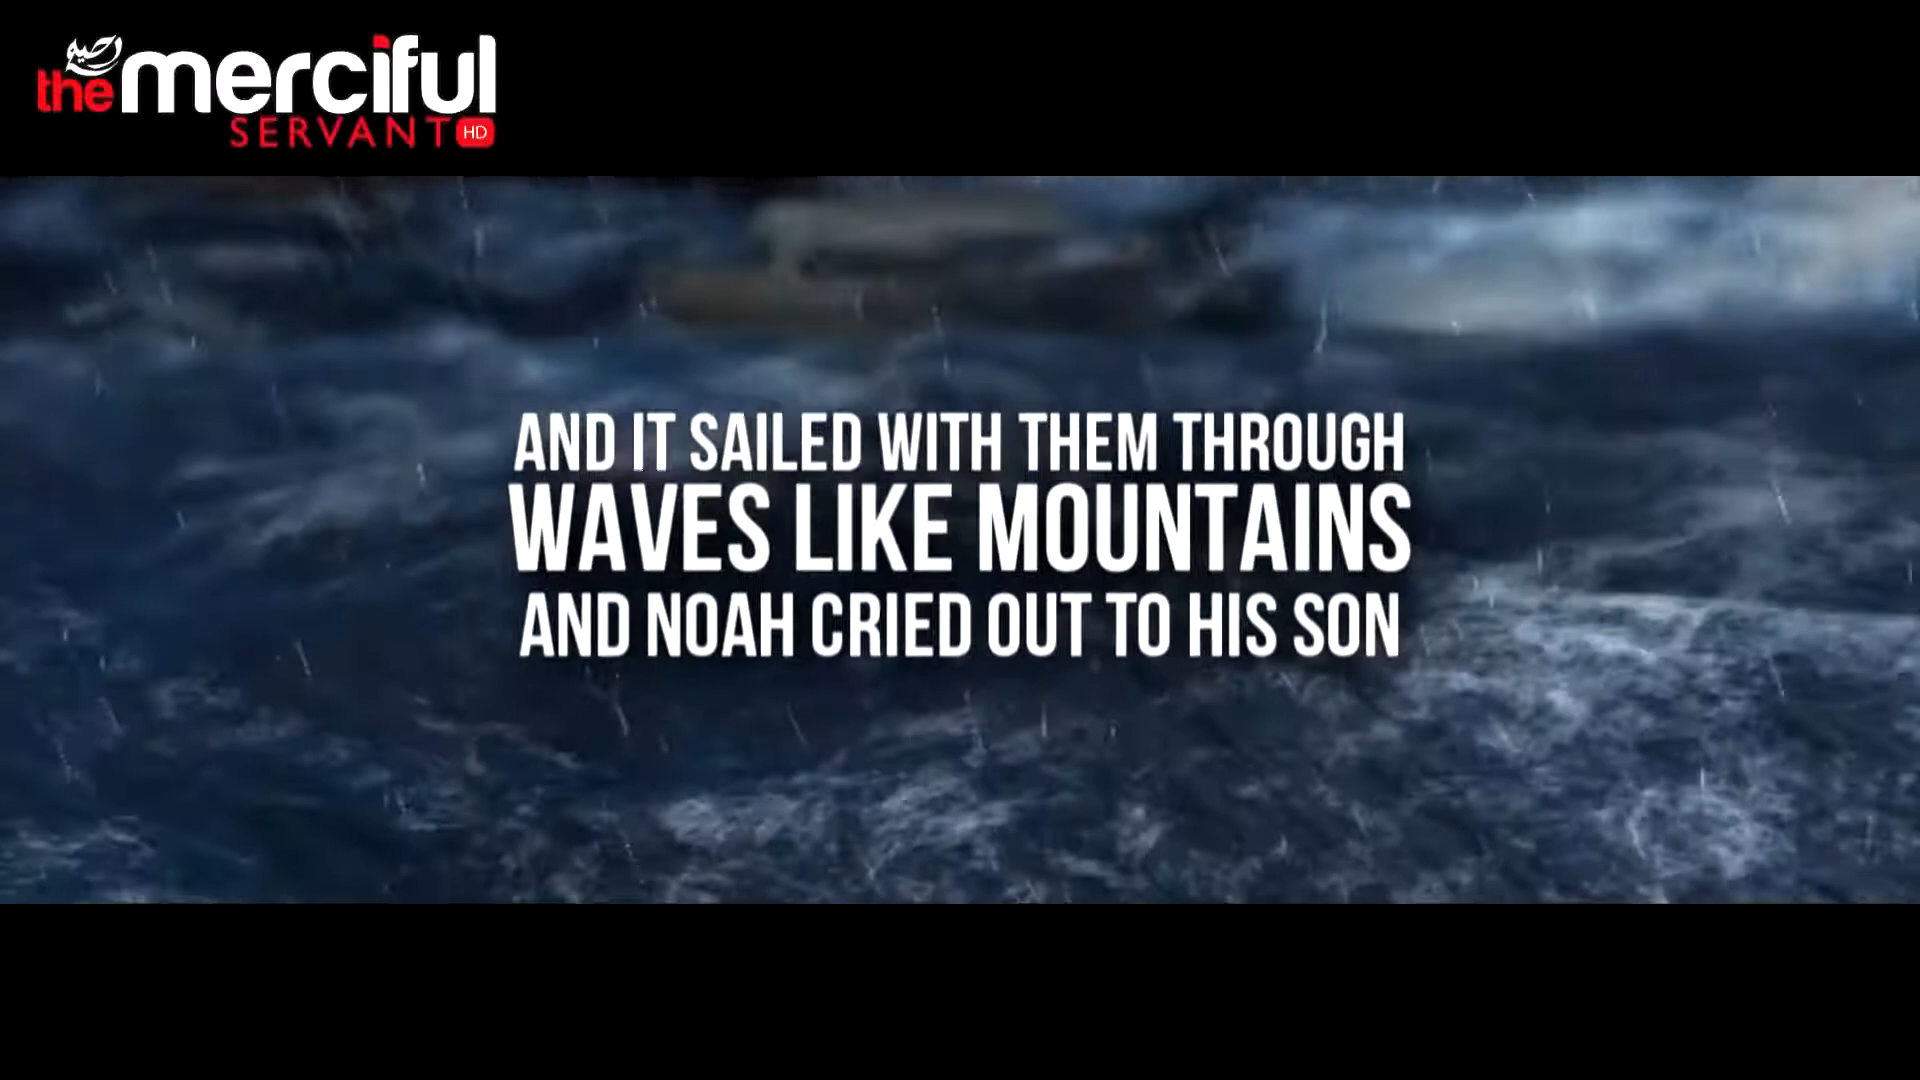 the merciful
SERVANT HD
AND IT SAILED WITH THEM THROUGH
WAVES LIKE MOUNTAINS
AND NOAH CRIED OUT TO HIS SON